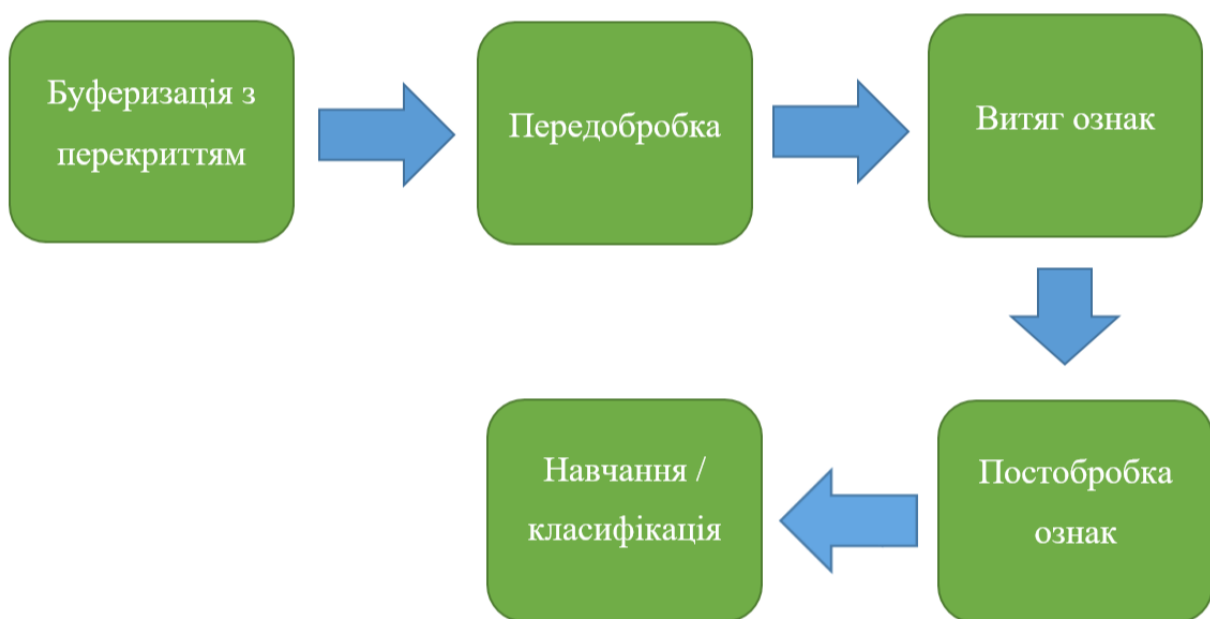 Буферизація з
перекриттям
Передобробка
Витяг ознак
Постобробка
ознак
Навчання /
класифікація